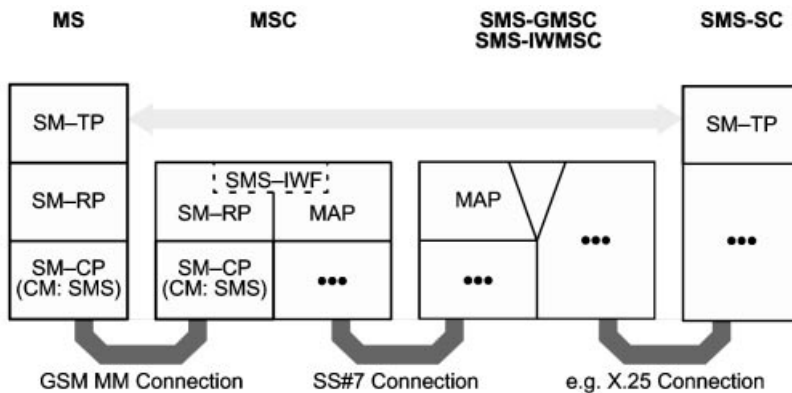 MS
MSC
SMS-GMSC
SMS-IWMSC
SMS-SC
SM–TP
SM–TP
SMS–IWF
SM–RP
SM–RP
MAP
MAP
•••
SM–CP
(CM: SMS)
SM–CP
(CM: SMS)
•••
•••
•••
GSM MM Connection
SS#7 Connection
e.g. X.25 Connection